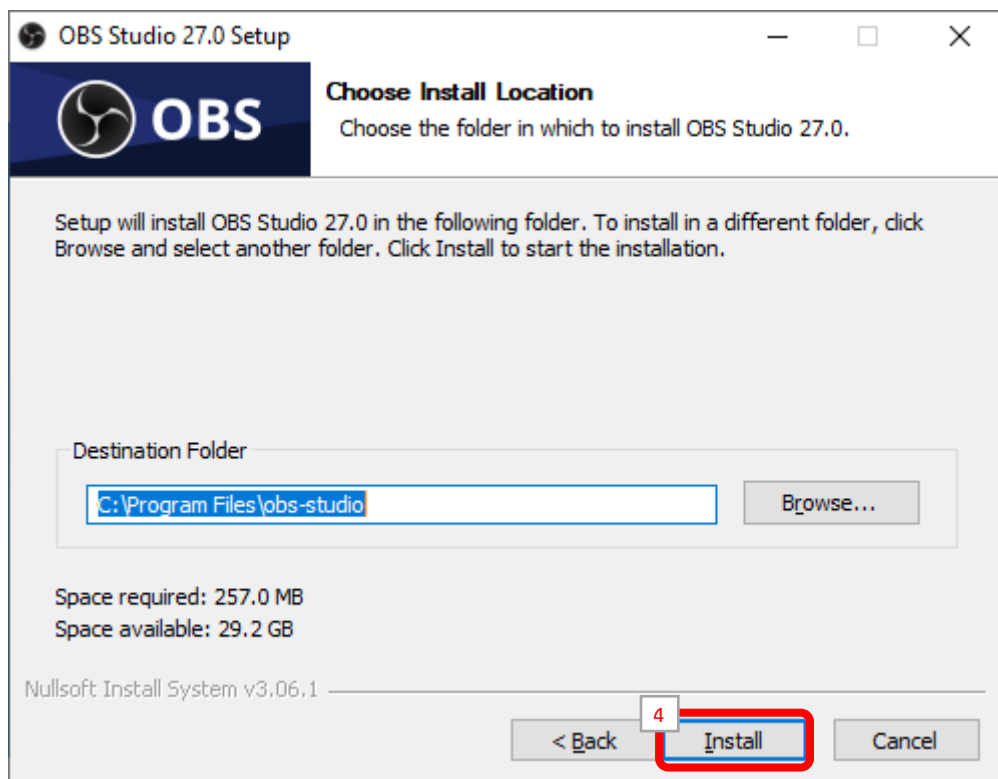 OBS Studio 27.0 Setup
OBS
Choose Install Location
Choose the folder in which to install OBS Studio 27.0.
Setup will install OBS Studio 27.0 in the following folder. To install in a different folder, click
Browse and select another folder. Click Install to start the installation.
Destination Folder
C:\Program Files\obs-studio
Browse...
Space required: 257.0 MB
Space available: 29.2 GB
Nullsoft Install System v3.06.1
4
< Back Install Cancel